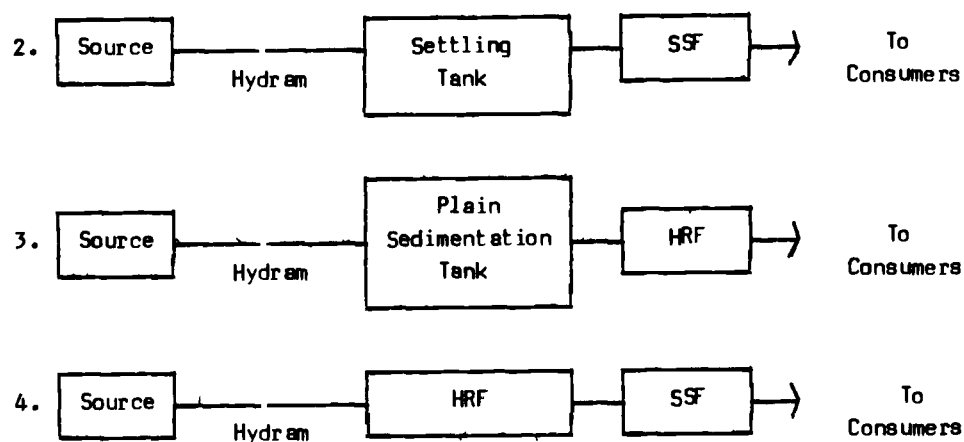 2. Source Hydram Settling Tank SSF To Consumers
3. Source Hydram Plain Sedimentation Tank HRF To Consumers
4. Source Hydram HRF SSF To Consumers